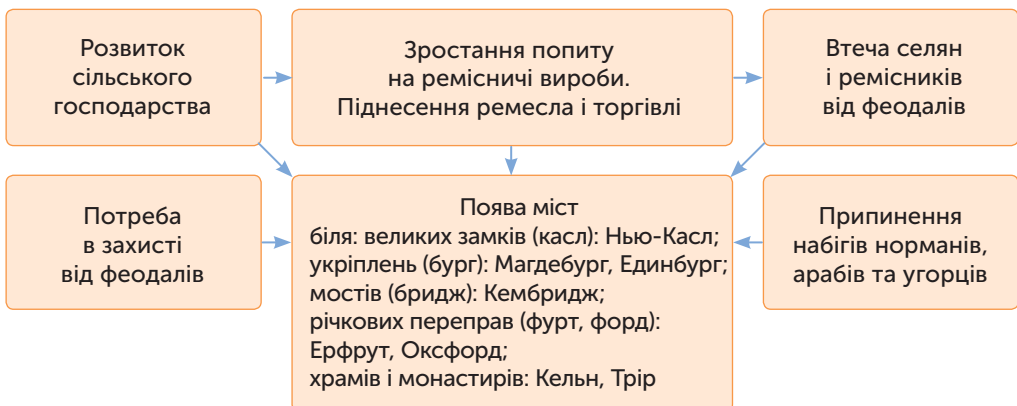 Розвиток
сільського
господарства
Зростання попиту
на ремісничі вироби.
Піднесення ремесла і торгівлі
Втеча селян
і ремісників
від феодалів
Потреба
в захисті
від феодалів
Поява міст
біля: великих замків (касл): Нью-Касл;
укріплень (бург): Магдебург, Единбург;
мостів (бридж): Кембридж;
річкових переправ (фурт, форд):
Ерфрут, Оксфорд;
храмів і монастирів: Кельн, Трір
Припинення
набігів норманів,
арабів та угорців